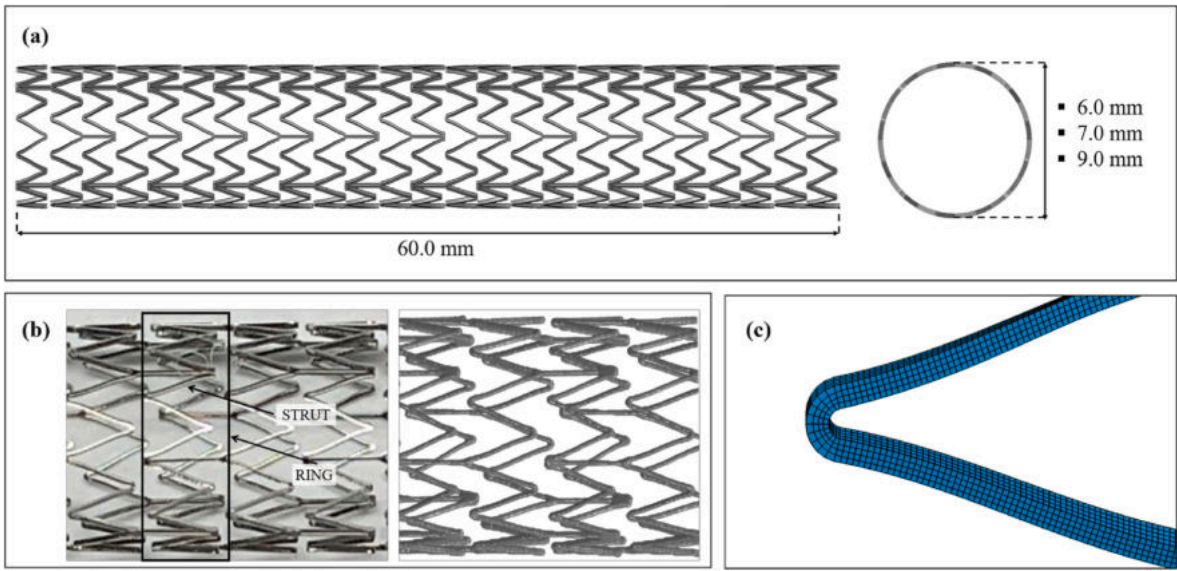 (a)
6.0 mm
7.0 mm
9.0 mm
60.0 mm
(b)
STRUT
RING
(c)